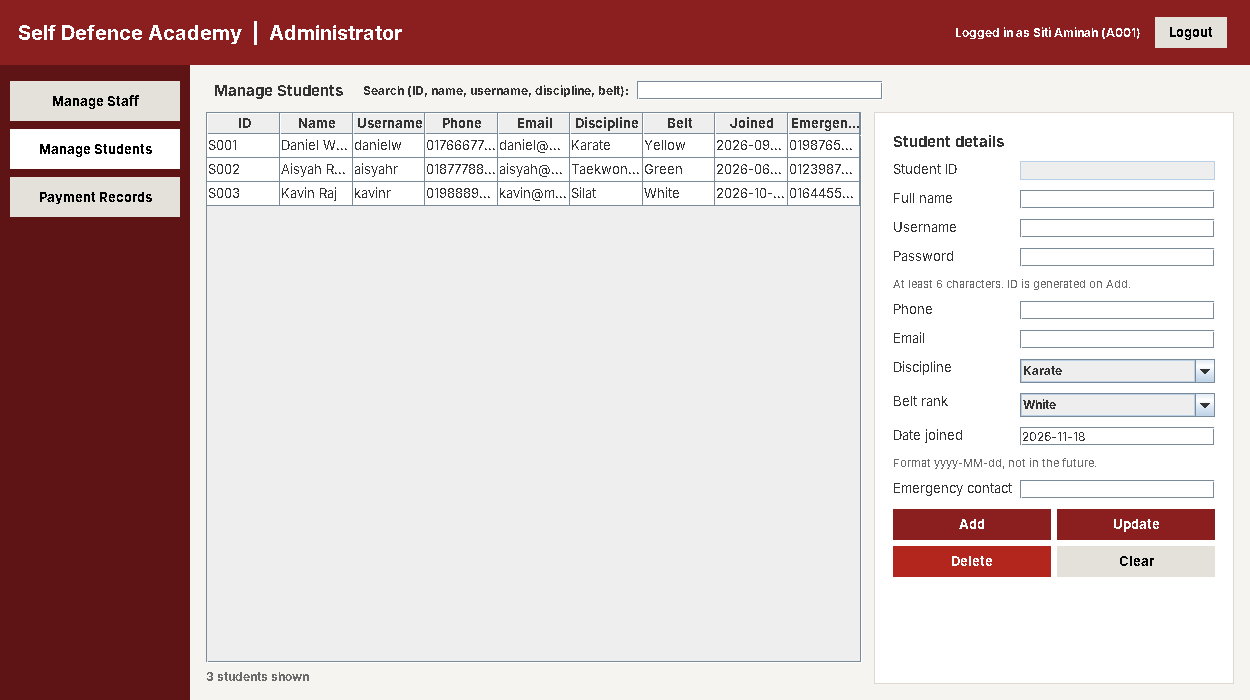 Self Defence Academy | Administrator
Logged in as Siti Aminah (A001)
Logout
Manage Staff
Manage Students
Payment Records
Manage Students
Search (ID, name, username, discipline, belt):
ID Name Username Phone Email Discipline Belt Joined Emergen...
S001 Daniel W... danielw 01766677... daniel@... Karate Yellow 2026-09... 0198765...
S002 Aisyah R... aisyahr 01877788... aisyah@... Taekwon... Green 2026-06... 0123987...
S003 Kavin Raj kavinr 0198889... kavin@m... Silat White 2026-10-... 0164455...
3 students shown
Student details
Student ID
Full name
Username
Password
At least 6 characters. ID is generated on Add.
Phone
Email
Discipline Karate
Belt rank White
Date joined 2026-11-18
Format yyyy-MM-dd, not in the future.
Emergency contact
Add Update
Delete Clear